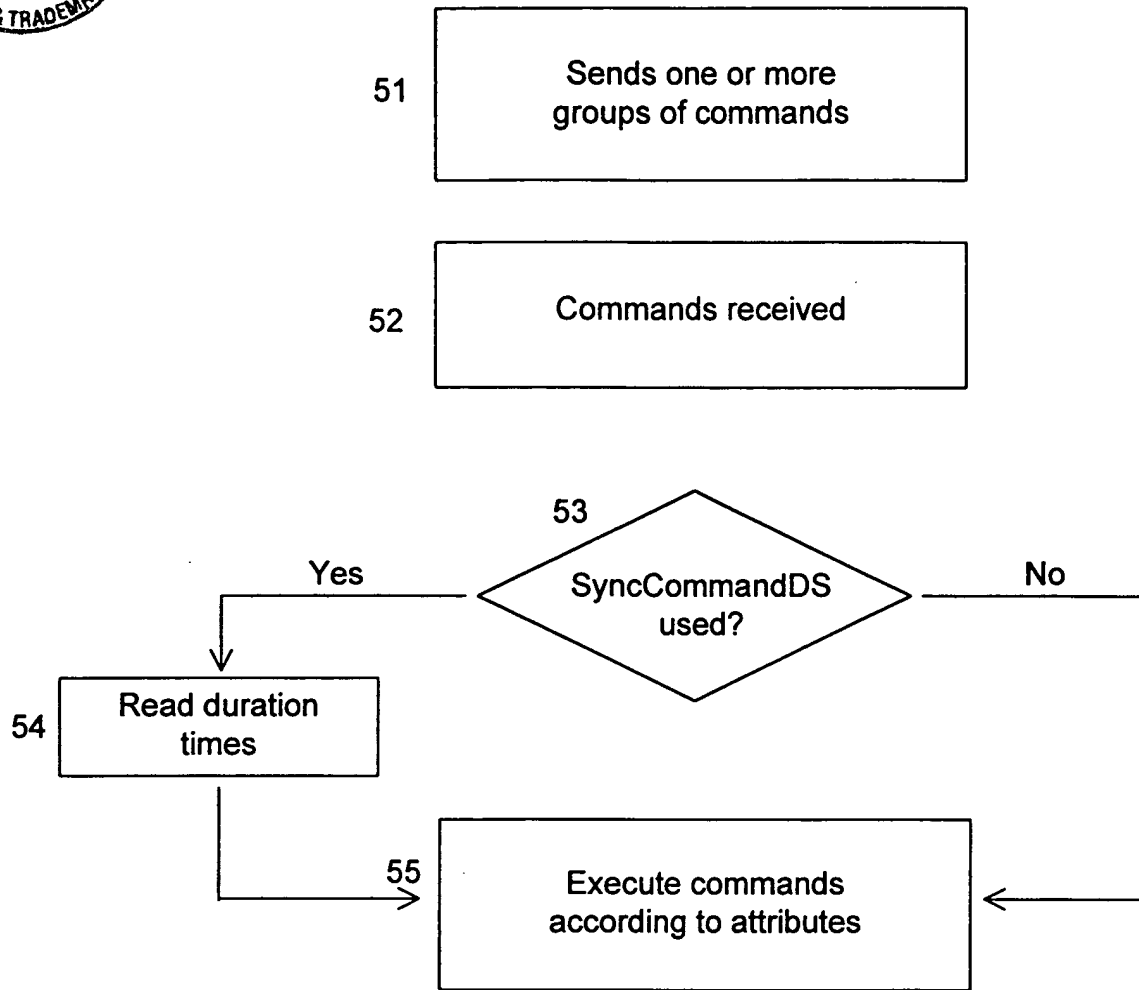 TRADEM
51
Sends one or more
groups of commands
52
Commands received
53
Yes
SyncCommandDS
used?
No
54
Read duration
times
55
Execute commands
according to attributes